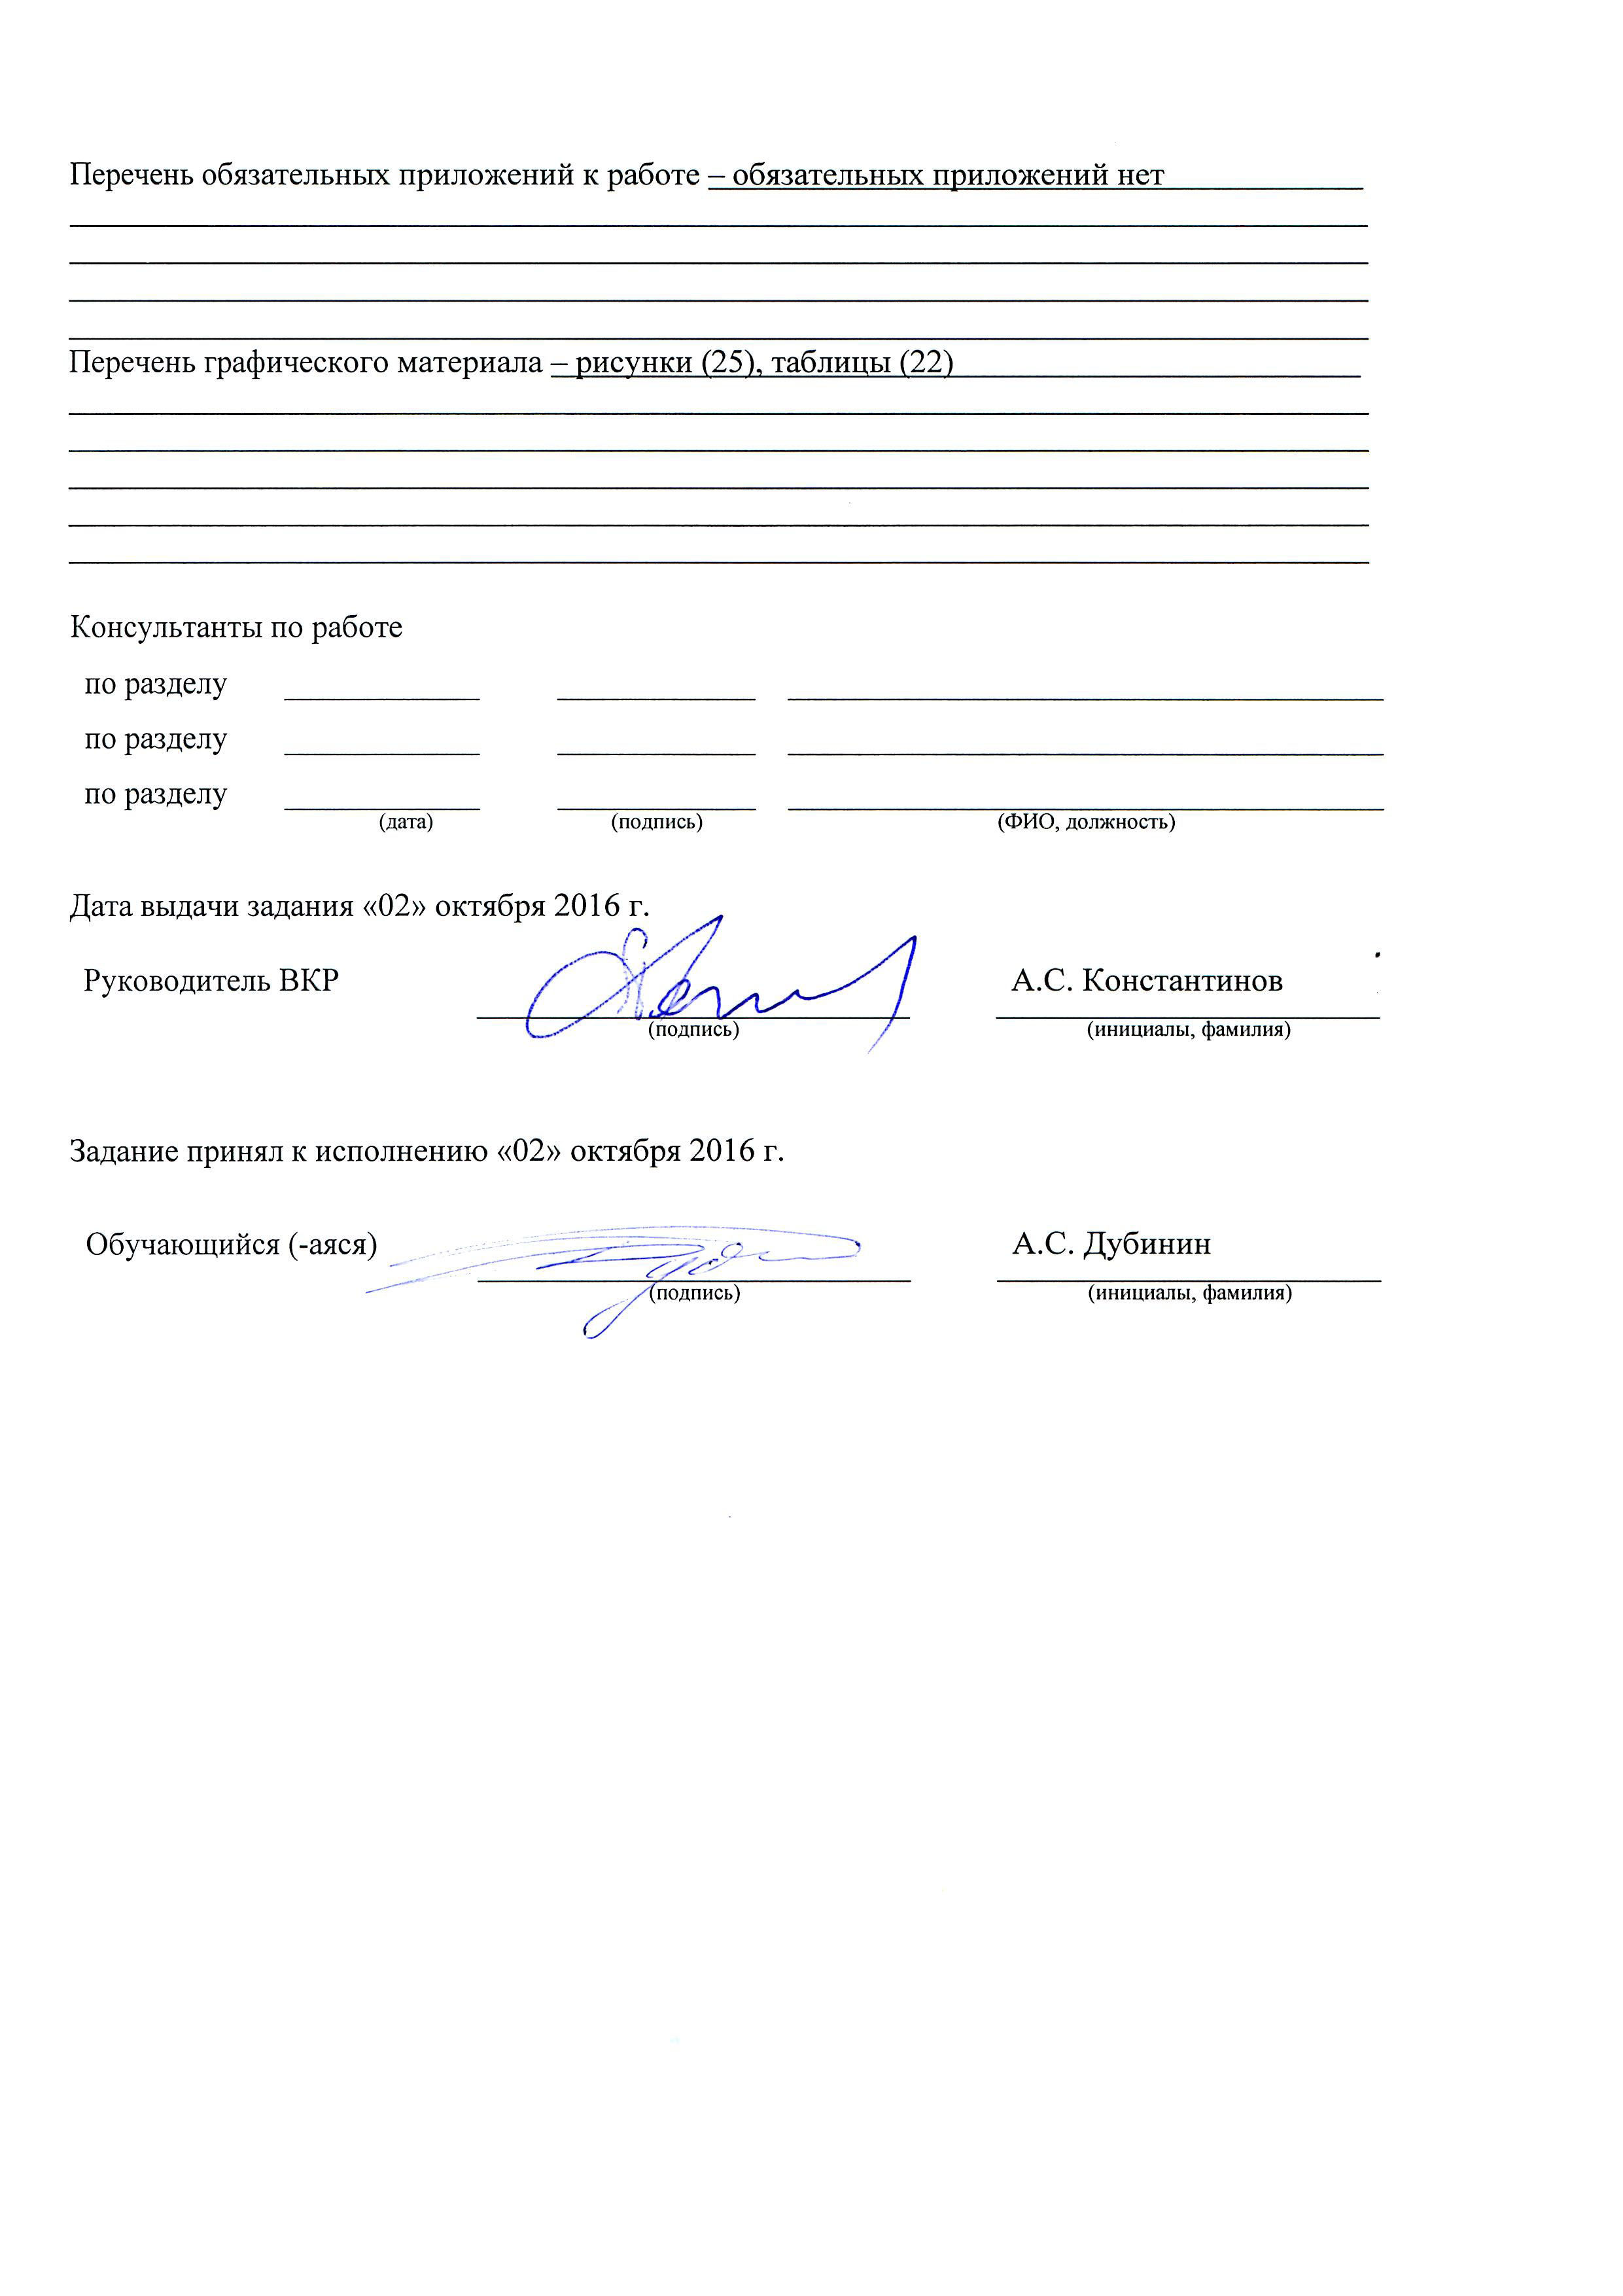 Перечень обязательных приложений к работе – обязательных приложений нет
Перечень графического материала – рисунки (25), таблицы (22)
Консультанты по работе
по разделу
по разделу
по разделу
(дата) (подпись) (ФИО, должность)
Дата выдачи задания «02» октября 2016 г.
Руководитель ВКР А.С. Константинов
(подпись) (инициалы, фамилия)
Задание принял к исполнению «02» октября 2016 г.
Обучающийся (-аяся) А.С. Дубинин
(подпись) (инициалы, фамилия)